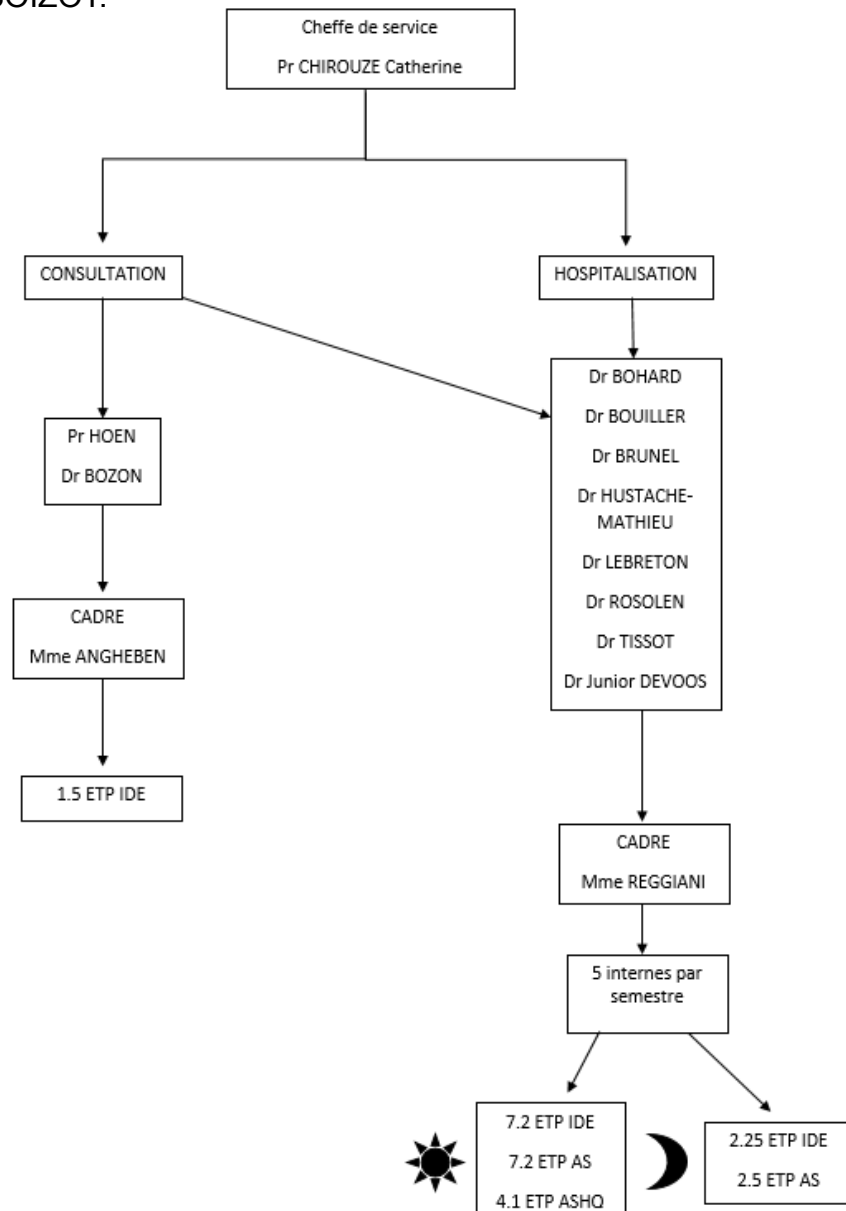 Cheffe de service
Pr CHIROUZE Catherine
CONSULTATION
HOSPITALISATION
Pr HOEN
Dr BOZON
Dr BOHARD
Dr BOUILLER
Dr BRUNEL
Dr HUSTACHE-
MATHIEU
Dr LEBRETON
Dr ROSOLEN
Dr TISSOT
Dr Junior DEVOOS
CADRE
Mme ANGHEBEN
1.5 ETP IDE
CADRE
Mme REGGIANI
5 internes par
semestre
7.2 ETP IDE
7.2 ETP AS
4.1 ETP ASHQ
2.25 ETP IDE
2.5 ETP AS